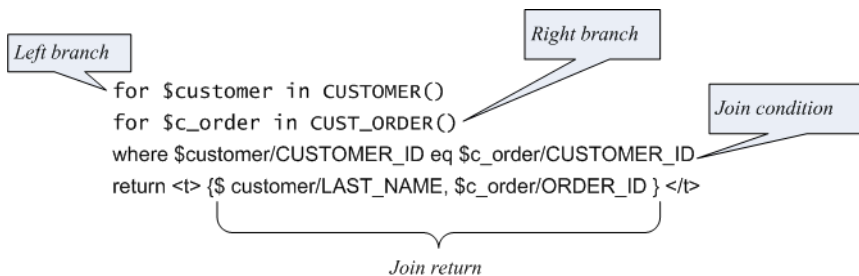 Right branch
Left branch
for $customer in CUSTOMER()
for $c_order in CUST_ORDER()
Join condition
where $customer/CUSTOMER_ID eq $c_order/CUSTOMER_ID
return <t> {$ customer/LAST_NAME, $c_order/ORDER_ID } </t>
Join return